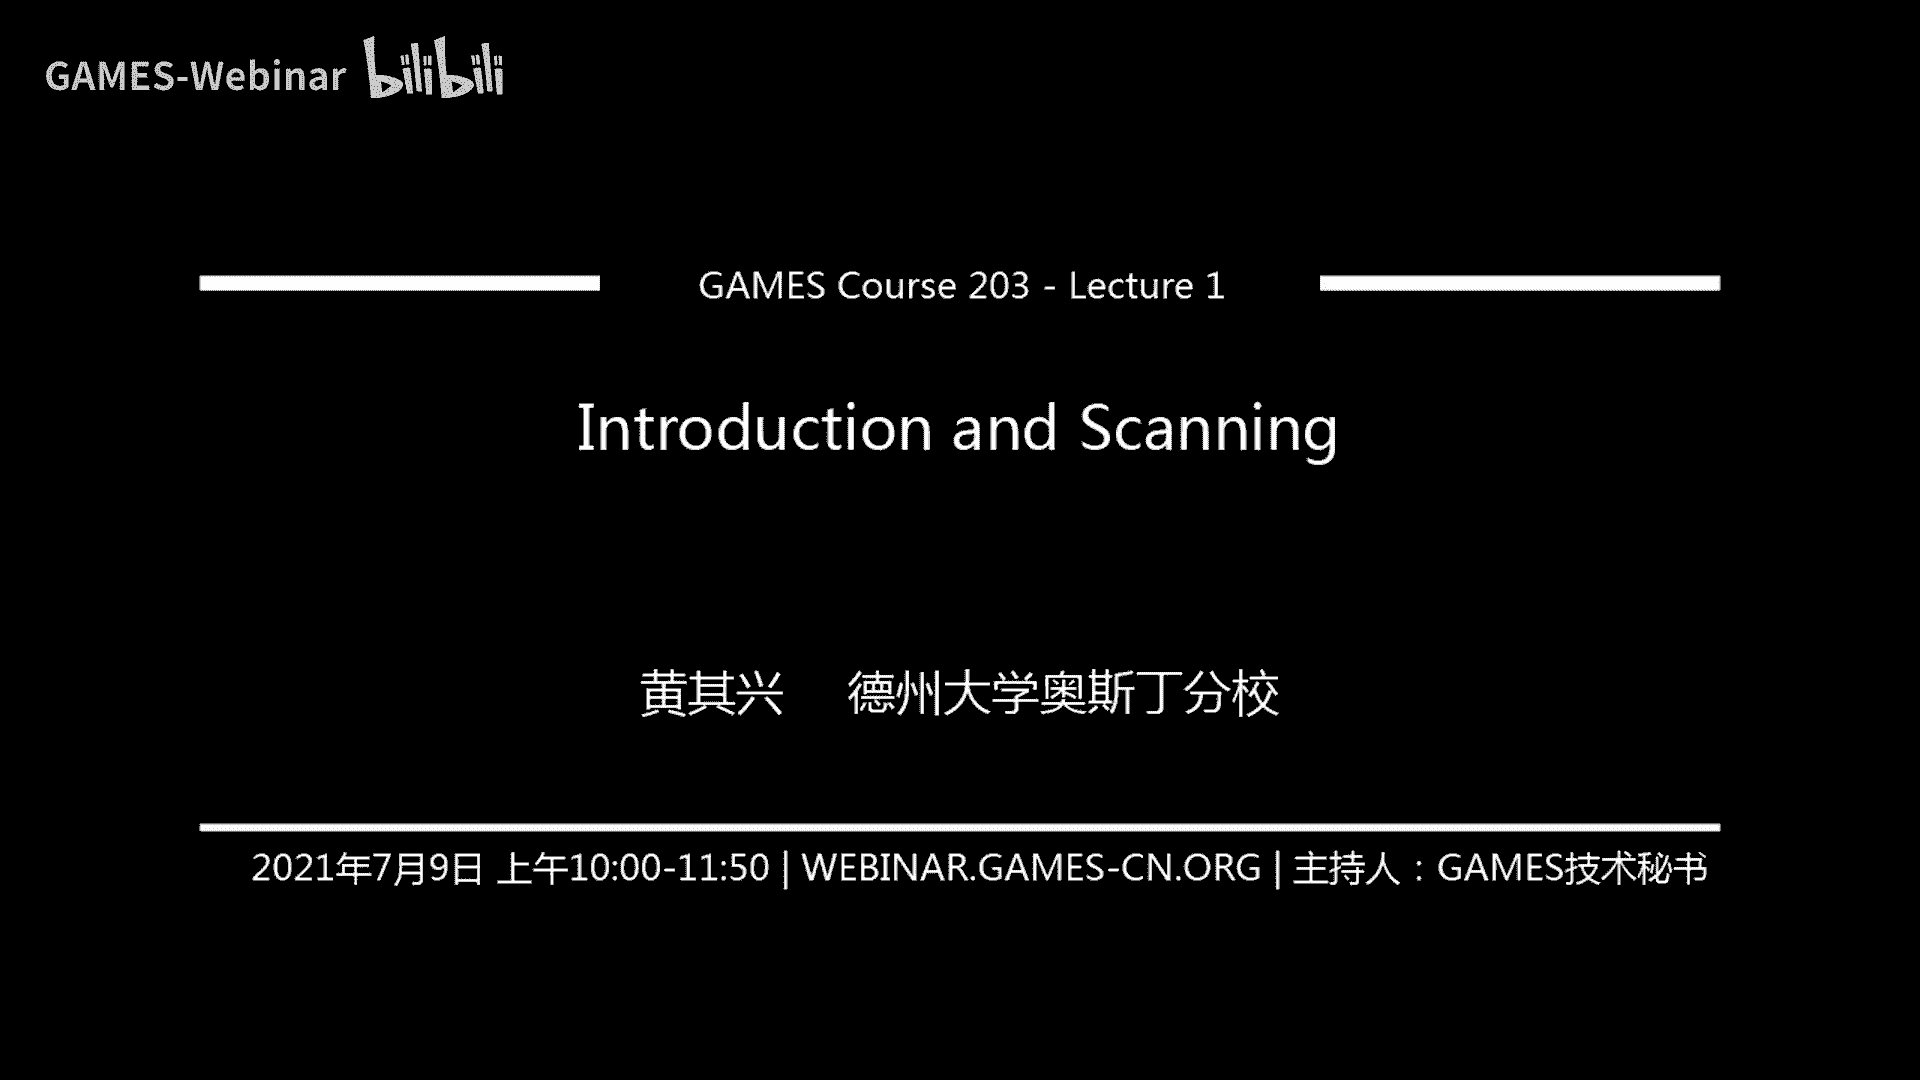 GAMES-Webinar bilibili
GAMES Course 203 - Lecture 1
Introduction and Scanning
黄其兴 德州大学奥斯丁分校
2021年7月9日 上午10:00-11:50 | WEBINAR.GAMES-CN.ORG | 主持人：GAMES技术秘书